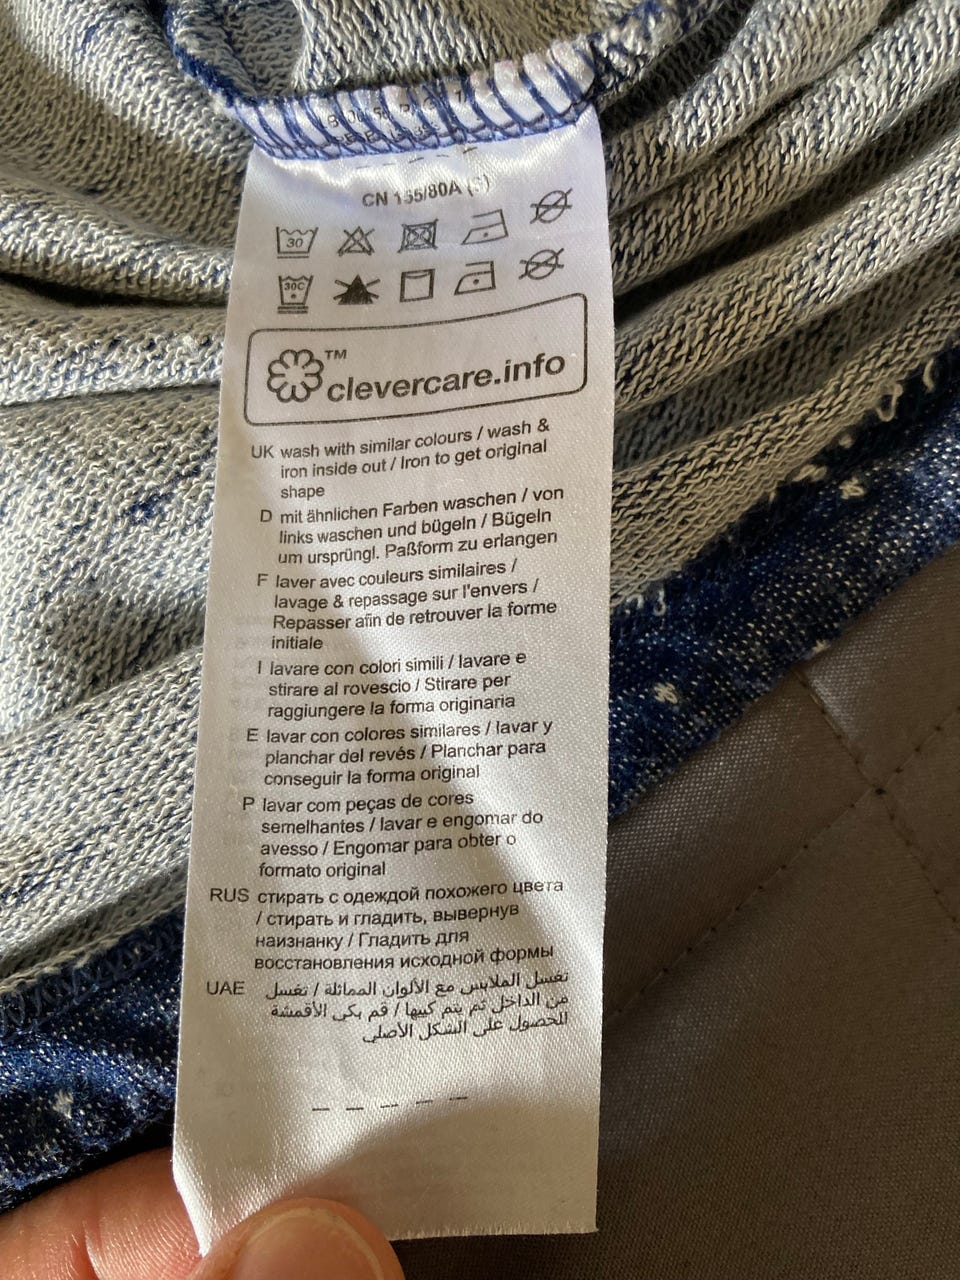 CN 155/80A (S)
30
30C
™
clevercare.info
UK wash with similar colours / wash &
iron inside out / Iron to get original
shape
D mit ähnlichen Farben waschen / von
links waschen und bügeln / Bügeln
um ursprüngl. Paßform zu erlangen
F laver avec couleurs similaires /
lavage & repassage sur l'envers /
Repasser afin de retrouver la forme
initiale
I lavare con colori simili / lavare e
stirare al rovescio / Stirare per
raggiungere la forma originaria
E lavar con colores similares / lavar y
planchar del revés / Planchar para
conseguir la forma original
P lavar com peças de cores
semelhantes / lavar e engomar do
avesso / Engomar para obter o
formato original
RUS стирать с одеждой похожего цвета
/ стирать и гладить, вывернув
наизнанку / Гладить для
восстановления исходной формы
UAE تغسل الملابس مع الألوان المماثلة / تغسل
من الداخل ثم يتم كيها / قم بكى الأقمشة
للحصول على الشكل الأصلي